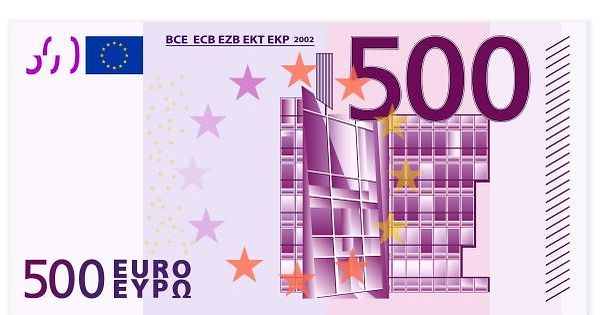 BCE ECB EZB EKT EKP 2002
500
500 EURO
ΕΥΡΩ